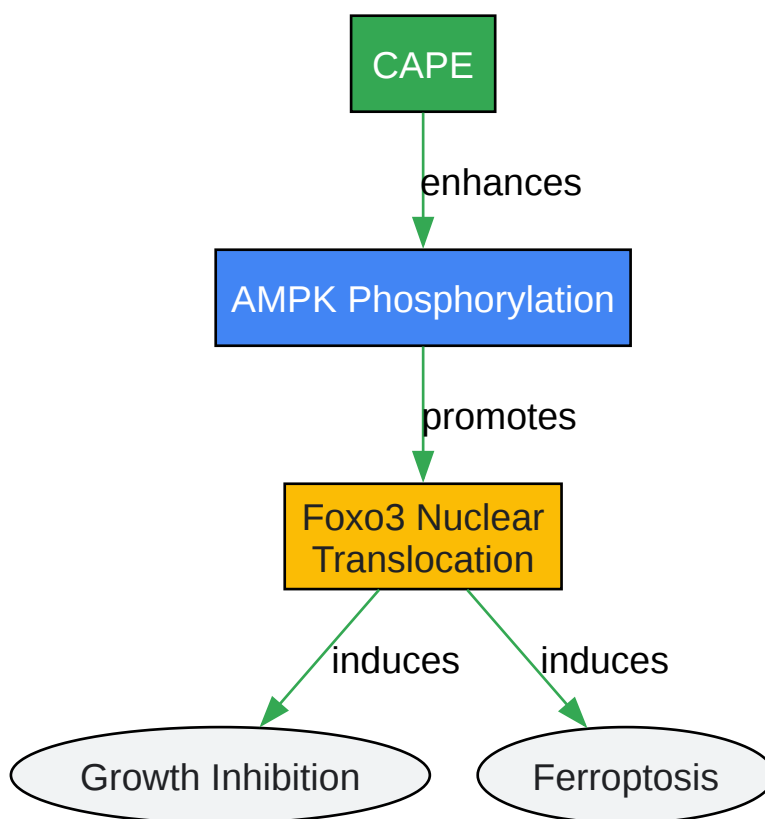 CAPE
enhances
AMPK Phosphorylation
promotes
Foxo3 Nuclear
Translocation
induces
induces
Growth Inhibition
Ferroptosis